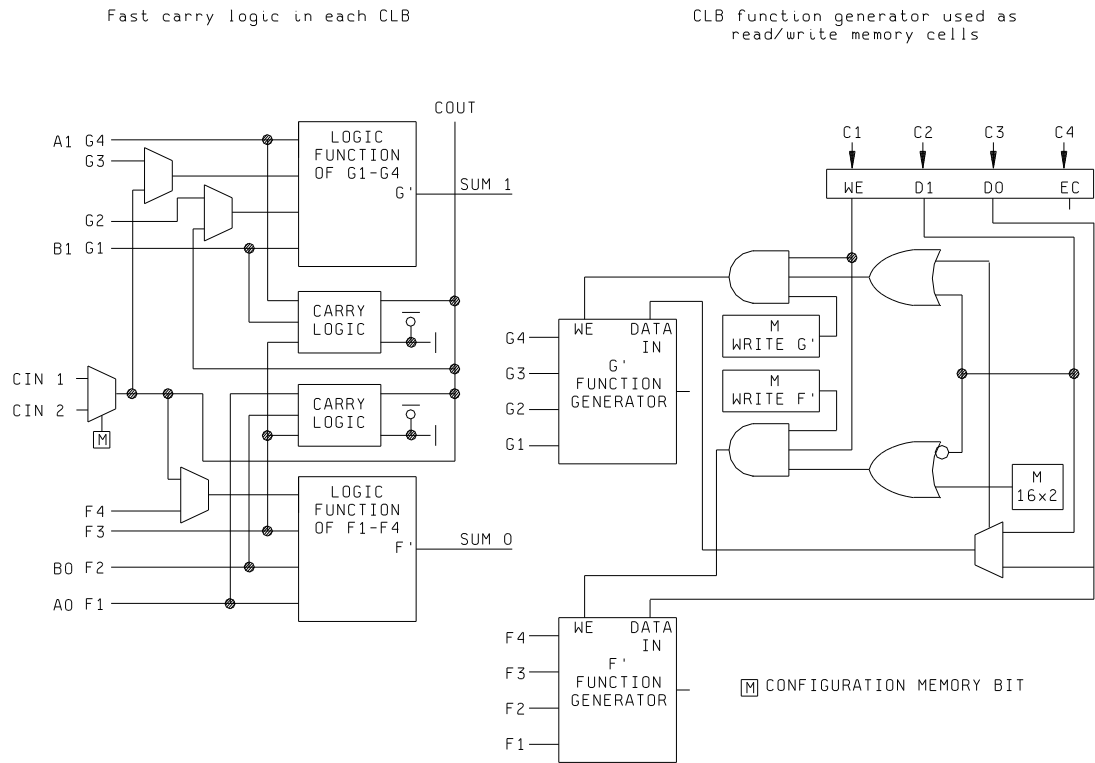 Fast carry logic in each CLB
CLB function generator used as
read/write memory cells
COUT
A1 G4
G3
G2
B1 G1
LOGIC
FUNCTION
OF G1-G4
G'
SUM 1
CARRY
LOGIC
CIN 1
CIN 2
M
CARRY
LOGIC
F4
F3
B0 F2
A0 F1
LOGIC
FUNCTION
OF F1-F4
F'
SUM 0
C1 C2 C3 C4
WE D1 D0 EC
G4
G3
G2
G1
WE DATA
IN
G'
FUNCTION
GENERATOR
M
WRITE G'
M
WRITE F'
M
16x2
F4
F3
F2
F1
WE DATA
IN
F'
FUNCTION
GENERATOR
M CONFIGURATION MEMORY BIT